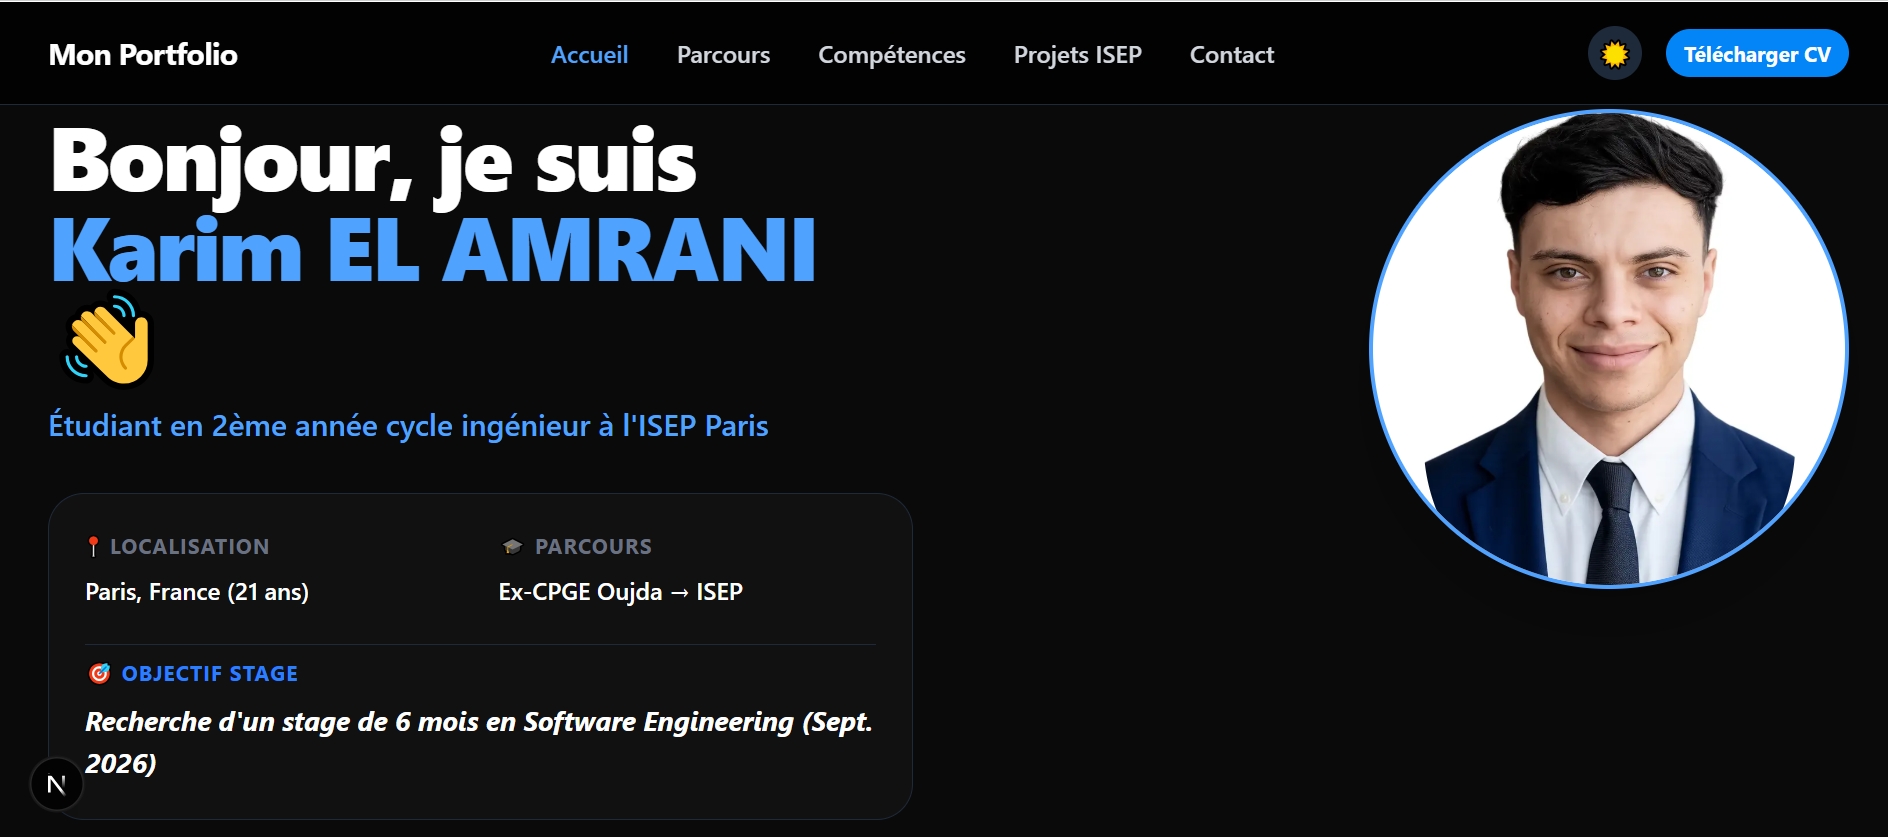 Mon Portfolio
Accueil
Parcours
Compétences
Projets ISEP
Contact
Télécharger CV
Bonjour, je suis
Karim EL AMRANI
Étudiant en 2ème année cycle ingénieur à l'ISEP Paris
LOCALISATION
Paris, France (21 ans)
PARCOURS
Ex-CPGE Oujda → ISEP
OBJECTIF STAGE
Recherche d'un stage de 6 mois en Software Engineering (Sept.
2026)
N